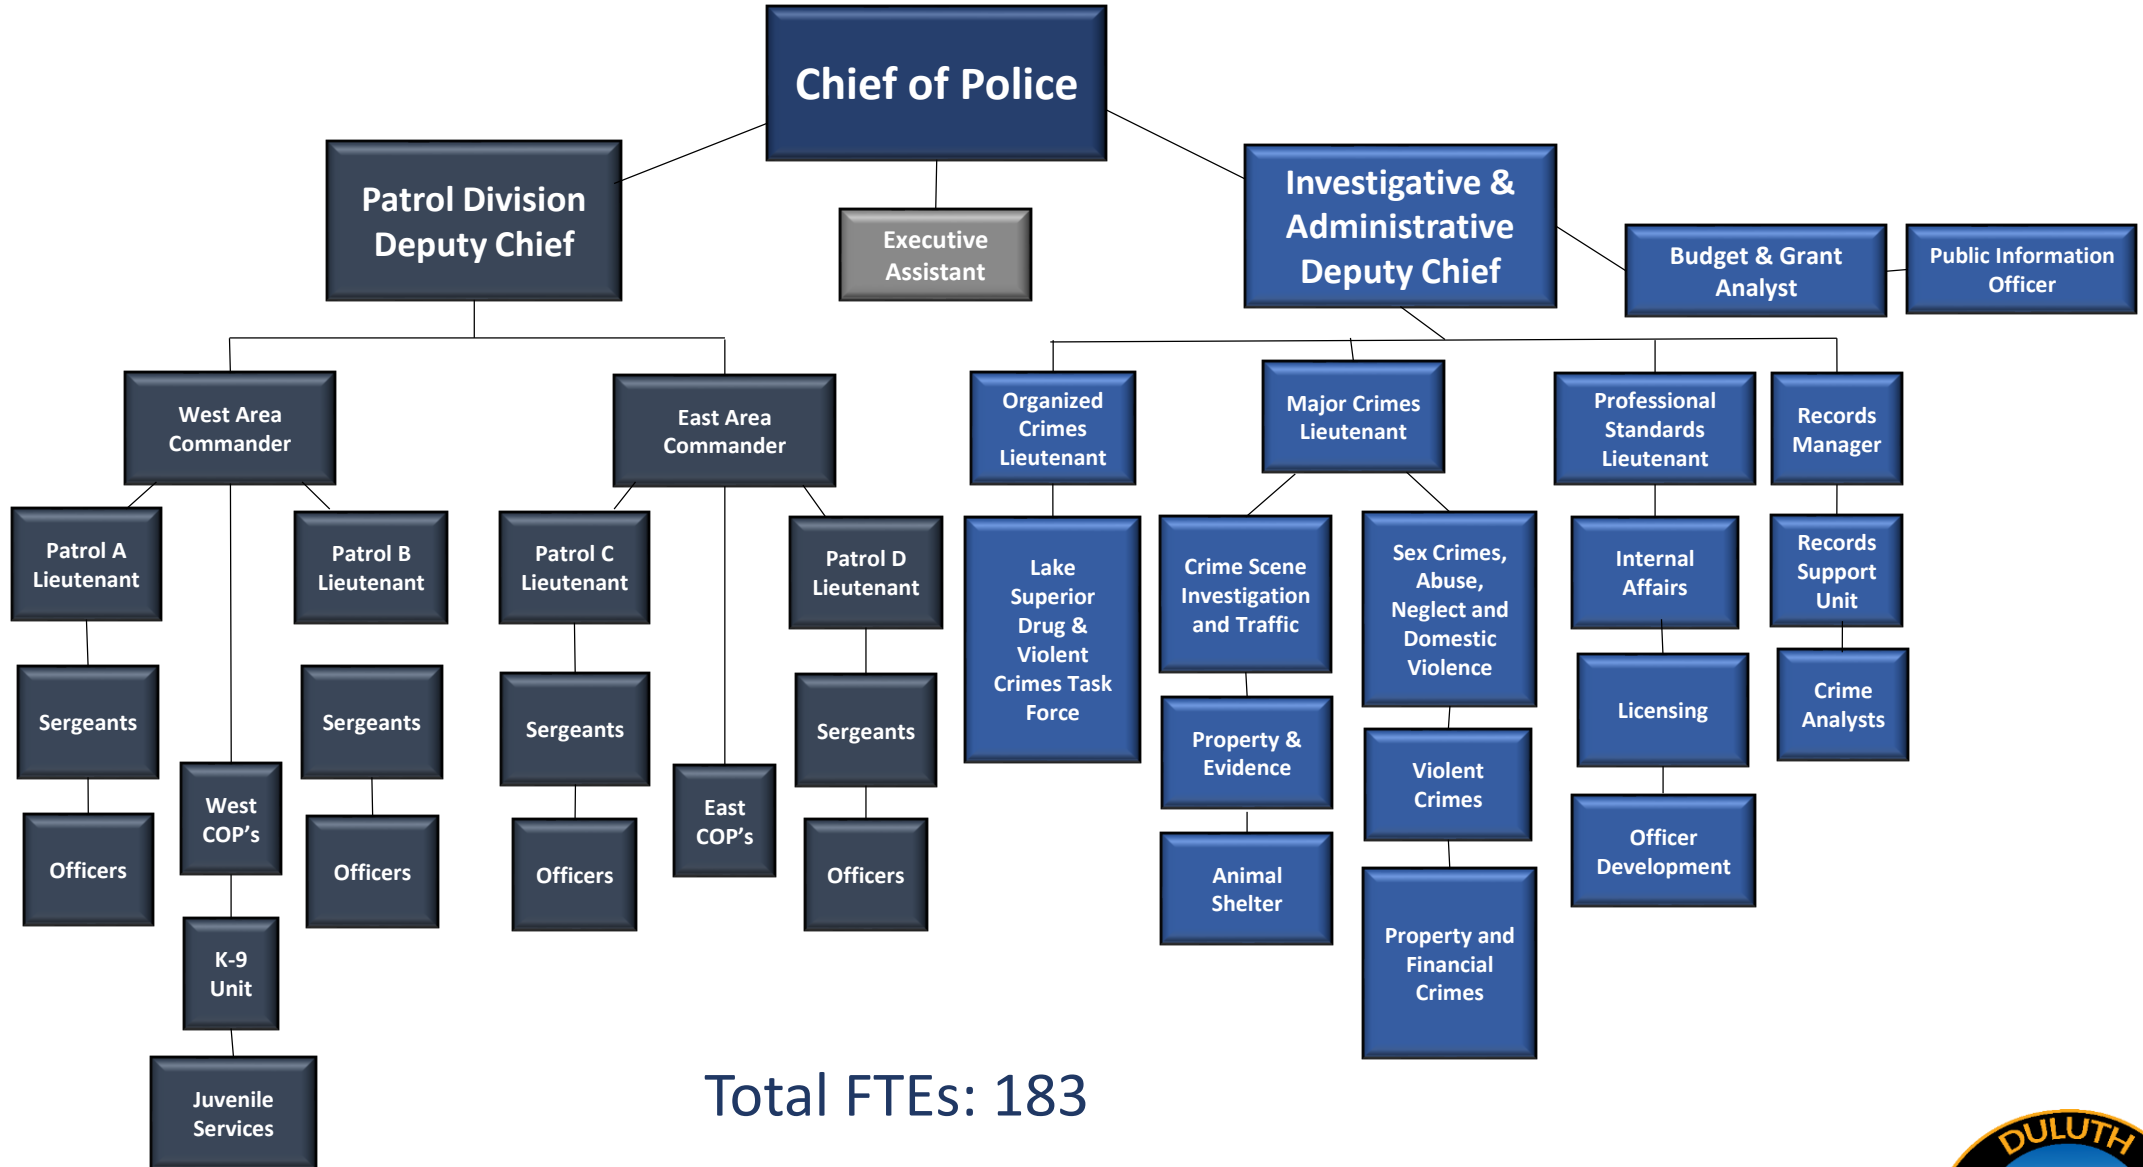 Chief of Police
Patrol Division
Deputy Chief
Executive
Assistant
Investigative &
Administrative
Deputy Chief
Budget & Grant
Analyst
Public Information
Officer
West Area
Commander
East Area
Commander
Organized
Crimes
Lieutenant
Major Crimes
Lieutenant
Professional
Standards
Lieutenant
Records
Manager
Patrol A
Lieutenant
Patrol B
Lieutenant
Patrol C
Lieutenant
Patrol D
Lieutenant
Lake
Superior
Drug &
Violent
Crimes Task
Force
Crime Scene
Investigation
and Traffic
Sex Crimes,
Abuse,
Neglect and
Domestic
Violence
Internal
Affairs
Records
Support
Unit
Sergeants
Sergeants
Sergeants
Sergeants
Property &
Evidence
Violent
Crimes
Licensing
Crime
Analysts
West
COP’s
East
COP’s
Officers
Officers
Officers
Officers
Animal
Shelter
Property and
Financial
Crimes
Officer
Development
K-9
Unit
Juvenile
Services
Total FTEs: 183
DULUTH